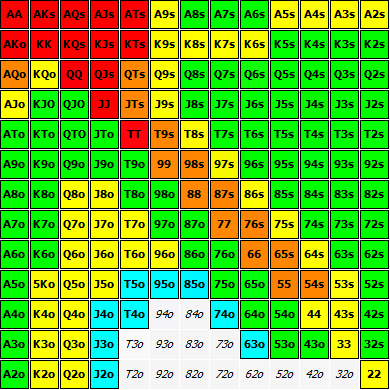 AA AKs AQs AJs ATs A9s A8s A7s A6s A5s A4s A3s A2s
AKo KK KQs KJs KTs K9s K8s K7s K6s K5s K4s K3s K2s
AQo KQo QQ QJs QTs Q9s Q8s Q7s Q6s Q5s Q4s Q3s Q2s
AJo KJO QJO JJ JTs J9s J8s J7s J6s J5s J4s J3s J2s
ATo KTo QTO JTo TT T9s T8s T7s T6s T5s T4s T3s T2s
A9o K9o Q9o J9o T9o 99 98s 97s 96s 95s 94s 93s 92s
A8o K8o Q8o J8o T8o 98o 88 87s 86s 85s 84s 83s 82s
A7o K7o Q7o J7o T7o 97o 87o 77 76s 75s 74s 73s 72s
A6o K6o Q6o J6o T6o 96o 86o 76o 66 65s 64s 63s 62s
A5o 5Ko Q5o J5o T5o 95o 85o 75o 65o 55 54s 53s 52s
A4o K4o Q4o J4o T4o 94o 84o 74o 64o 54o 44 43s 42s
A3o K3o Q3o J3o T3o 93o 83o 73o 63o 53o 43o 33 32s
A2o K2o Q2o J2o T2o 92o 82o 72o 62o 52o 42o 32o 22